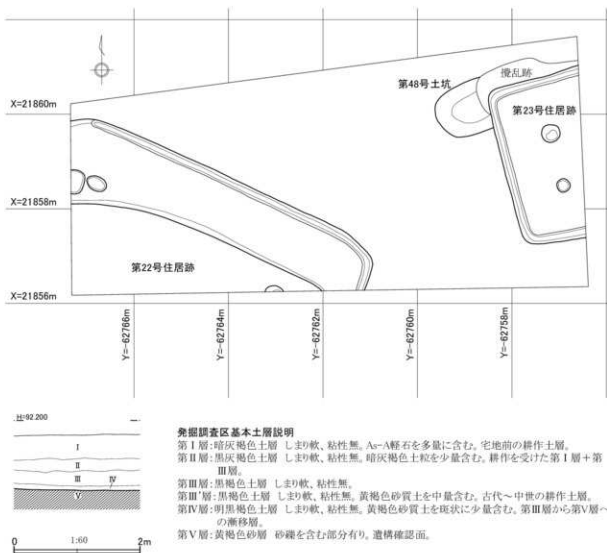 第48号土坑
攪乱跡
X=21860m
第23号住居跡
X=21858m
第22号住居跡
X=21856m
Y=-62766m
Y=-62764m
Y=-62762m
Y=-62760m
Y=-62758m
H=92.200
Ⅰ
Ⅱ
Ⅲ
Ⅳ
Ⅴ
0
1:60
2m
発掘調査区基本土層説明
第Ⅰ層:暗灰褐色土層 しまり軟、粘性無。As-A軽石を多量に含む。宅地前の耕作土層。
第Ⅱ層:黒灰褐色土層 しまり軟、粘性無。暗灰褐色土粒を少量含む。耕作を受けた第Ⅰ層+第
Ⅲ層。
第Ⅲ層:黒褐色土層 しまり軟、粘性無。
第Ⅲ'層:黒褐色土層 しまり軟、粘性無。黄褐色砂質土を中量含む。古代~中世の耕作土層。
第Ⅳ層:明黒褐色土層 しまり軟、粘性無。黄褐色砂質土を斑状に少量含む。第Ⅲ層から第Ⅴ層へ
の漸移層。
第Ⅴ層:黄褐色砂層 砂礫を含む部分有り。遺構確認面。